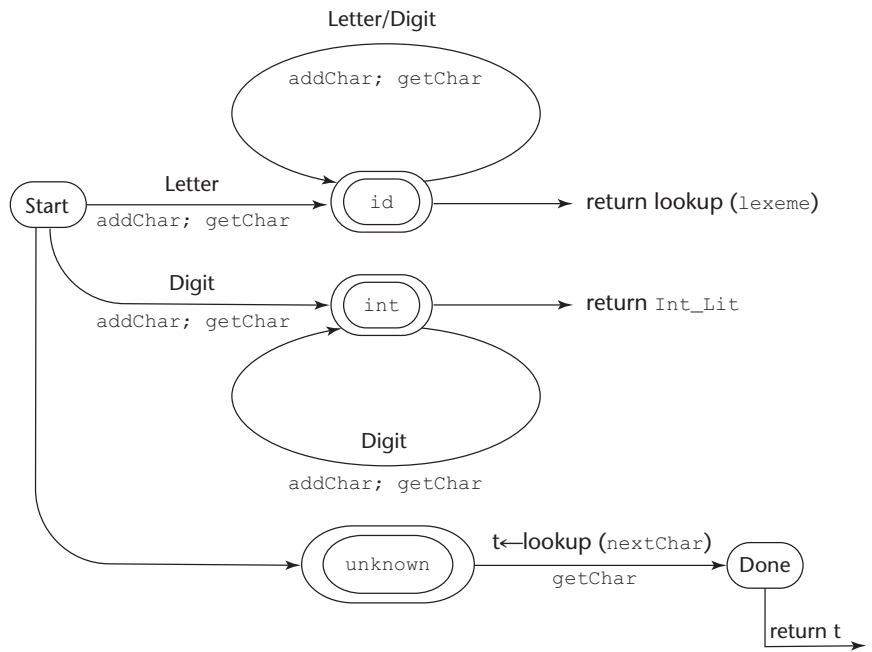 Letter/Digit
addChar; getChar
Letter
Start
addChar; getChar
id
return lookup (lexeme)
Digit
addChar; getChar
int
return Int_Lit
Digit
addChar; getChar
unknown
t←lookup (nextChar)
getChar
Done
return t